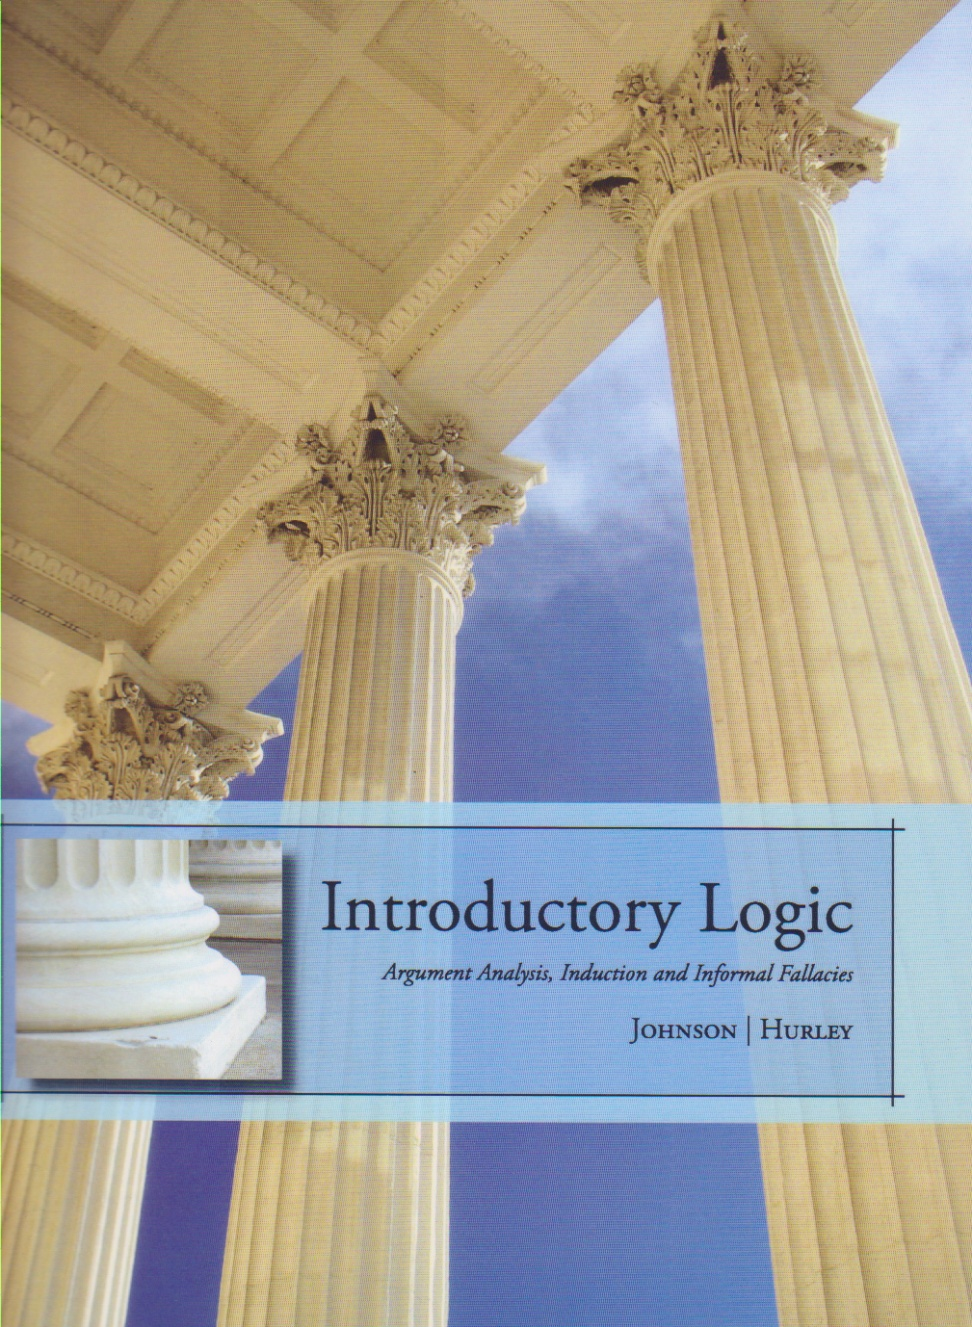 Introductory Logic
Argument Analysis, Induction and Informal Fallacies
JOHNSON | HURLEY